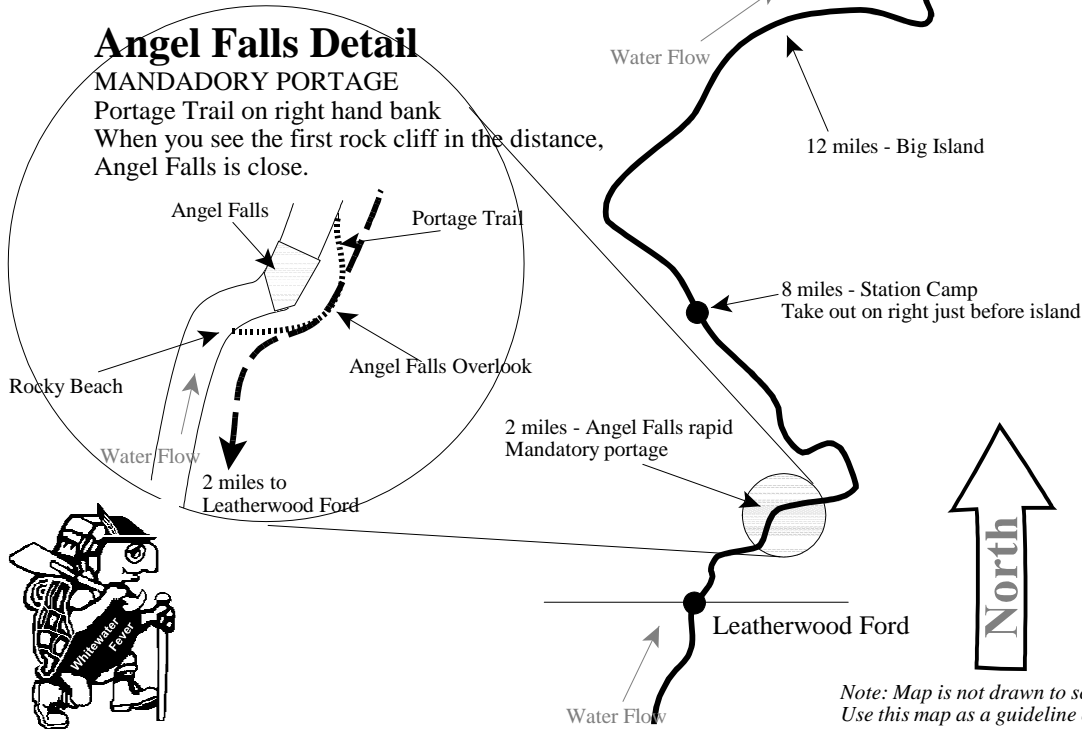 Angel Falls Detail
MANDADORY PORTAGE
Portage Trail on right hand bank
When you see the first rock cliff in the distance,
Angel Falls is close.
Water Flow
12 miles - Big Island
Angel Falls
Portage Trail
8 miles - Station Camp
Take out on right just before island
Rocky Beach
Angel Falls Overlook
2 miles - Angel Falls rapid
Mandatory portage
Water Flow
2 miles to
Leatherwood Ford
North
Whitewater
Fever
Leatherwood Ford
Water Flow
Note: Map is not drawn to
Use this map as a guideline